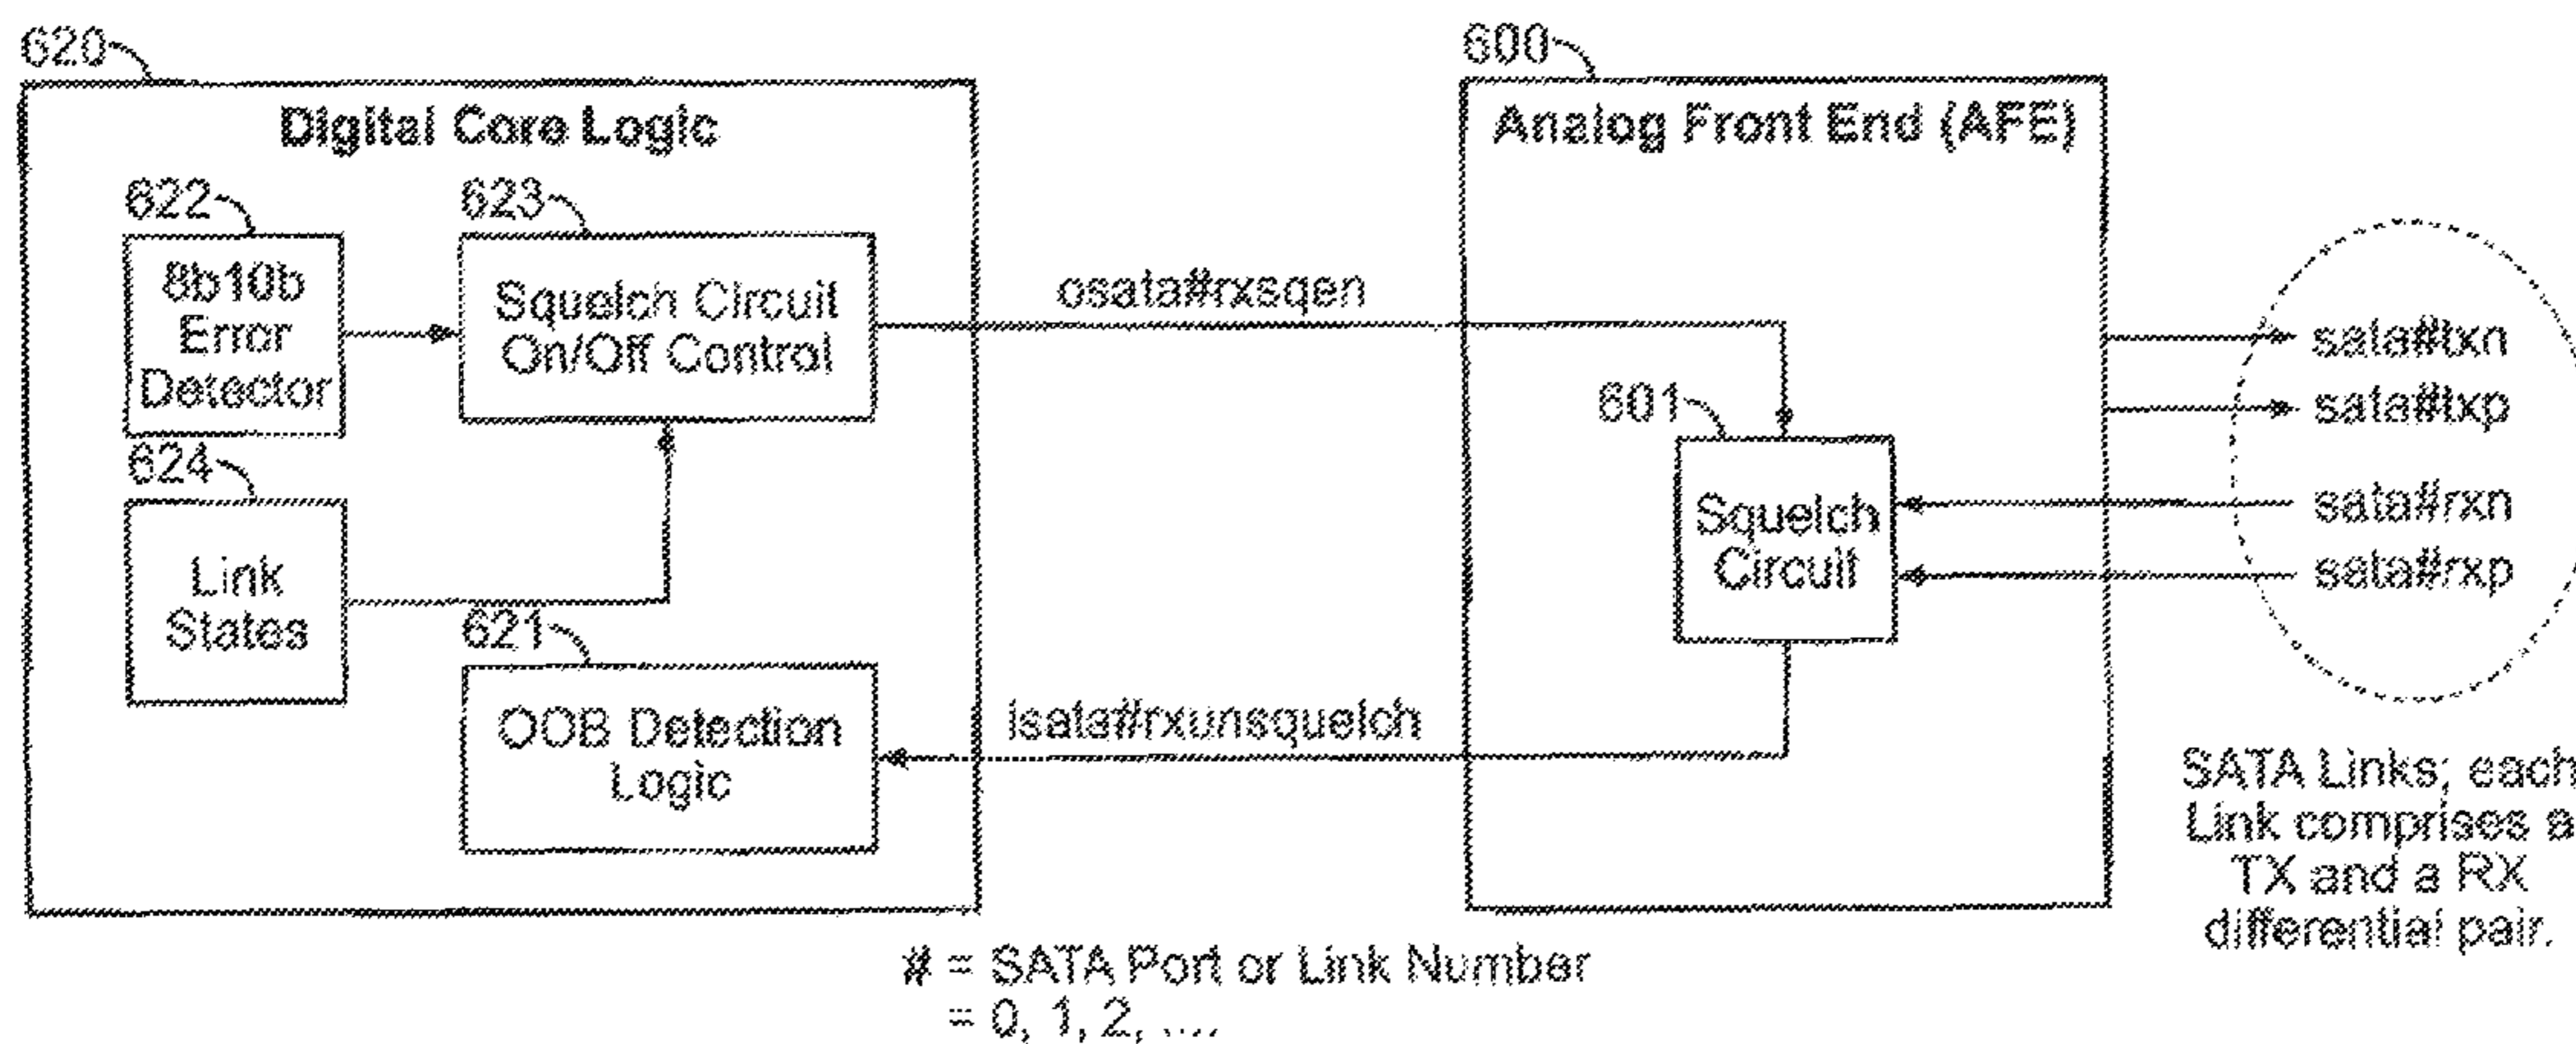 620
Digital Core Logic
622
8b10b
Error
Detector
623
Squelch Circuit
On/Off Control
624
Link
States
621
OOB Detection
Logic
osata#rxsqen
isata#rxunsquelch
600
Analog Front End (AFE)
601
Squelch
Circuit
sata#txn
sata#txp
sata#rxn
sata#rxp
SATA Links; each
Link comprises a
TX and a RX
differential pair.
# = SATA Port or Link Number
= 0, 1, 2, ....